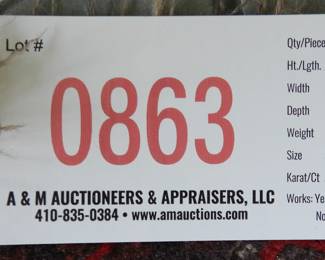 Lot #
0863
A & M AUCTIONEERS & APPRAISERS, LLC
410-835-0384 • www.amauctions.com
Qty/Piece
Ht./Lgth.
Width
Depth
Weight
Size
Karat/Ct
Works: Ye
No